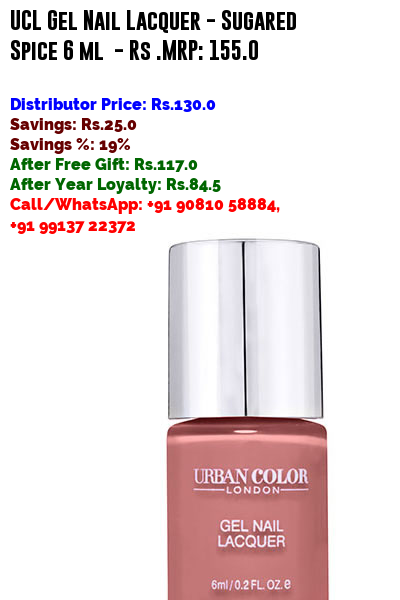 UCL Gel Nail Lacquer - Sugared
Spice 6 ml - Rs .MRP: 155.0
Distributor Price: Rs.130.0
Savings: Rs.25.0
Savings %: 19%
After Free Gift: Rs.117.0
After Year Loyalty: Rs.84.5
Call/WhatsApp: +91 90810 58884,
+91 99137 22372
URBAN COLOR
LONDON
GEL NAIL
LACQUER
6ml/0.2 FL. OZ. e